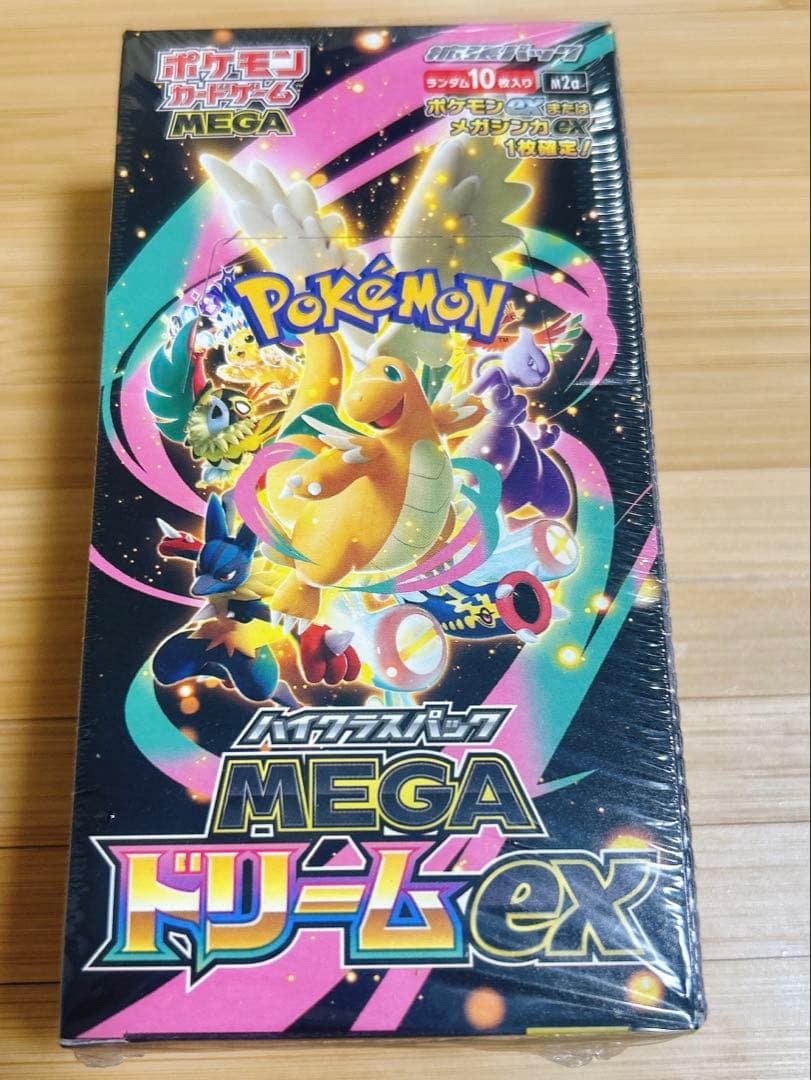 ポケモン
カードゲーム
MEGA
拡張パック
ランダム10枚入り
M2a
ポケモンexまたは
メガシンカex
1枚確定!
POKÉMON
TM
ハイクラスパック
MEGA
ドリームex